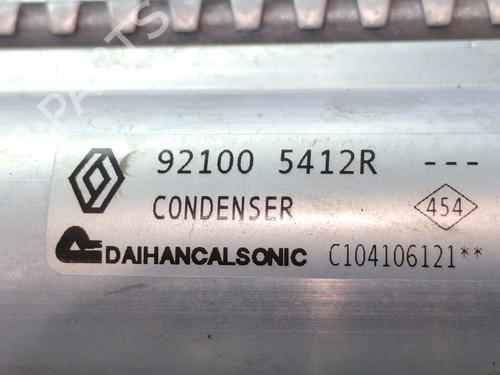 92100 5412R ---
CONDENSER 454
DAIHANCALSONIC C104106121**